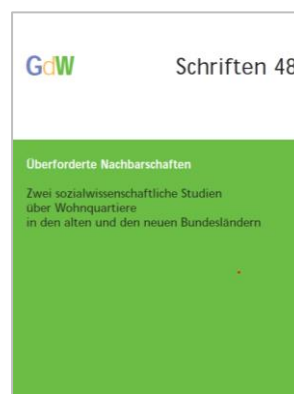 GdW
Schriften 48
Überforderte Nachbarschaften
Zwei sozialwissenschaftliche Studien
über Wohnquartiere
in den alten und den neuen Bundesländern